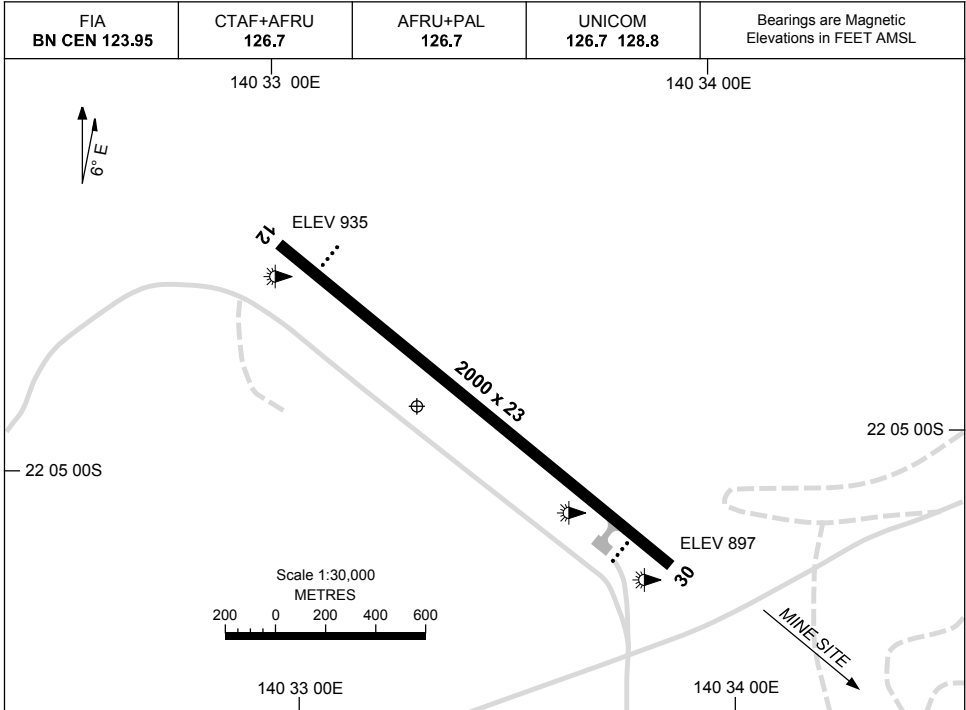 FIA
BN CEN 123.95
CTAF+AFRU
126.7
AFRU+PAL
126.7
UNICOM
126.7 128.8
Bearings are Magnetic
Elevations in FEET AMSL
140 33 00E
140 34 00E
6° E
12
ELEV 935
2000 x 23
22 05 00S
22 05 00S
ELEV 897
30
Scale 1:30,000
METRES
200 0 200 400 600
MINE SITE
140 33 00E
140 34 00E